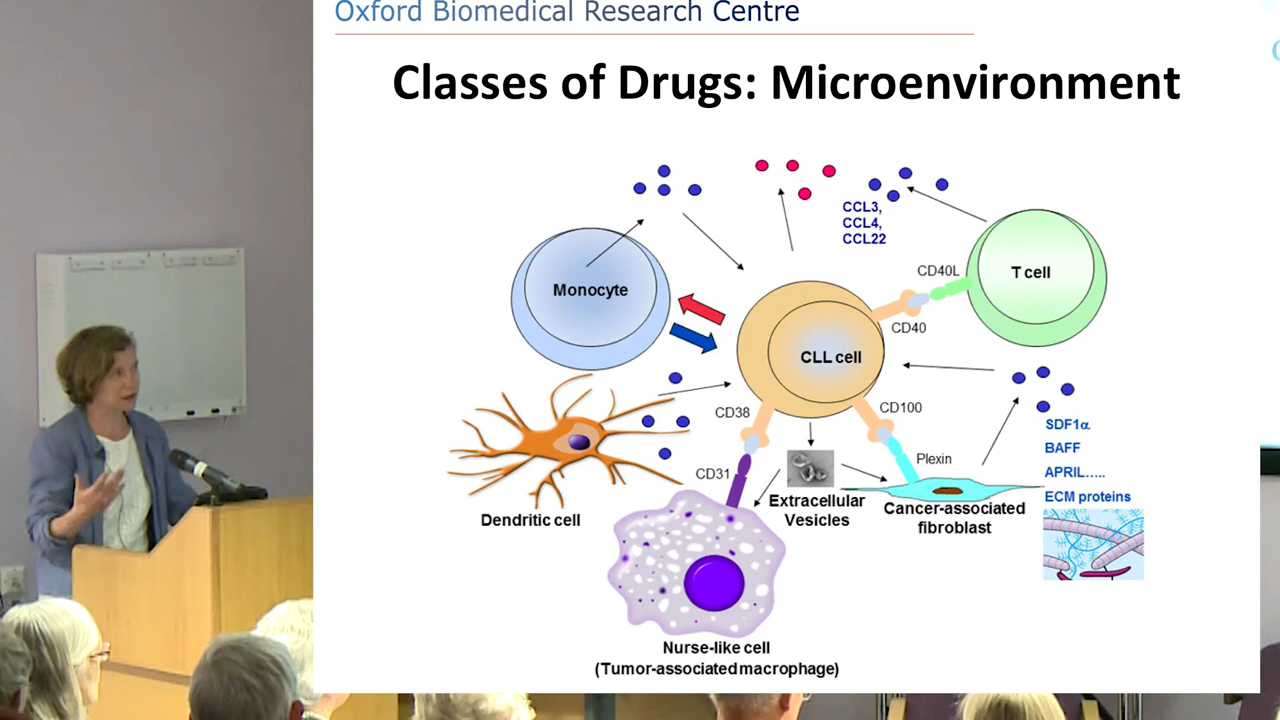 Oxford Biomedical Research Centre
Classes of Drugs: Microenvironment
CCL3,
CCL4,
CCL22
Monocyte
CD40L
T cell
CD40
CLL cell
CD38
CD100
SDF1α
BAFF
APRIL.....
ECM proteins
CD31
Plexin
Dendritic cell
Extracellular
Vesicles
Cancer-associated
fibroblast
Nurse-like cell
(Tumor-associated macrophage)